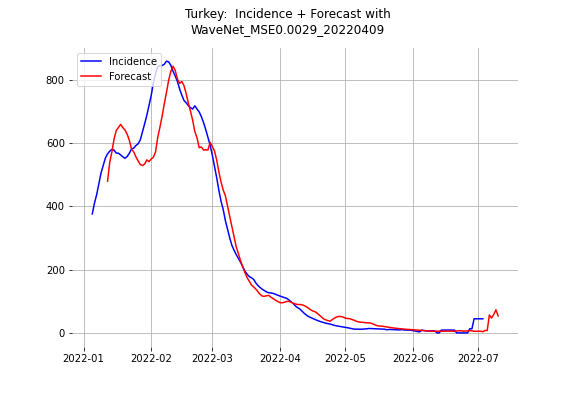 Turkey:  Incidence + Forecast with
WaveNet_MSE0.0029_20220409
Incidence
Forecast
800
600
400
200
0
2022-01 2022-02 2022-03 2022-04 2022-05 2022-06 2022-07